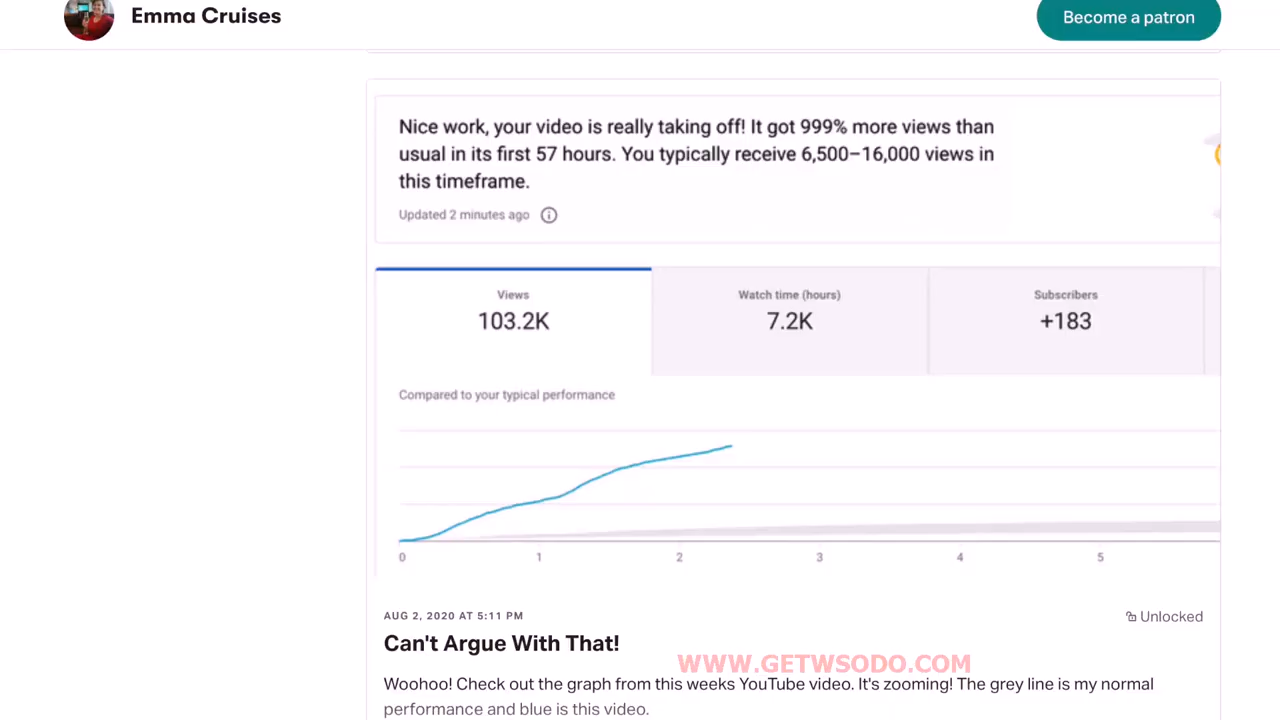 Emma Cruises
Become a patron
Nice work, your video is really taking off! It got 999% more views than
usual in its first 57 hours. You typically receive 6,500–16,000 views in
this timeframe.
Updated 2 minutes ago
Views
Watch time (hours)
Subscribers
103.2K
7.2K
+183
Compared to your typical performance
0 1 2 3 4 5
AUG 2, 2020 AT 5:11 PM
Unlocked
Can't Argue With That!
WWW.GETWSODO.COM
Woohoo! Check out the graph from this weeks YouTube video. It's zooming! The grey line is my normal
performance and blue is this video.